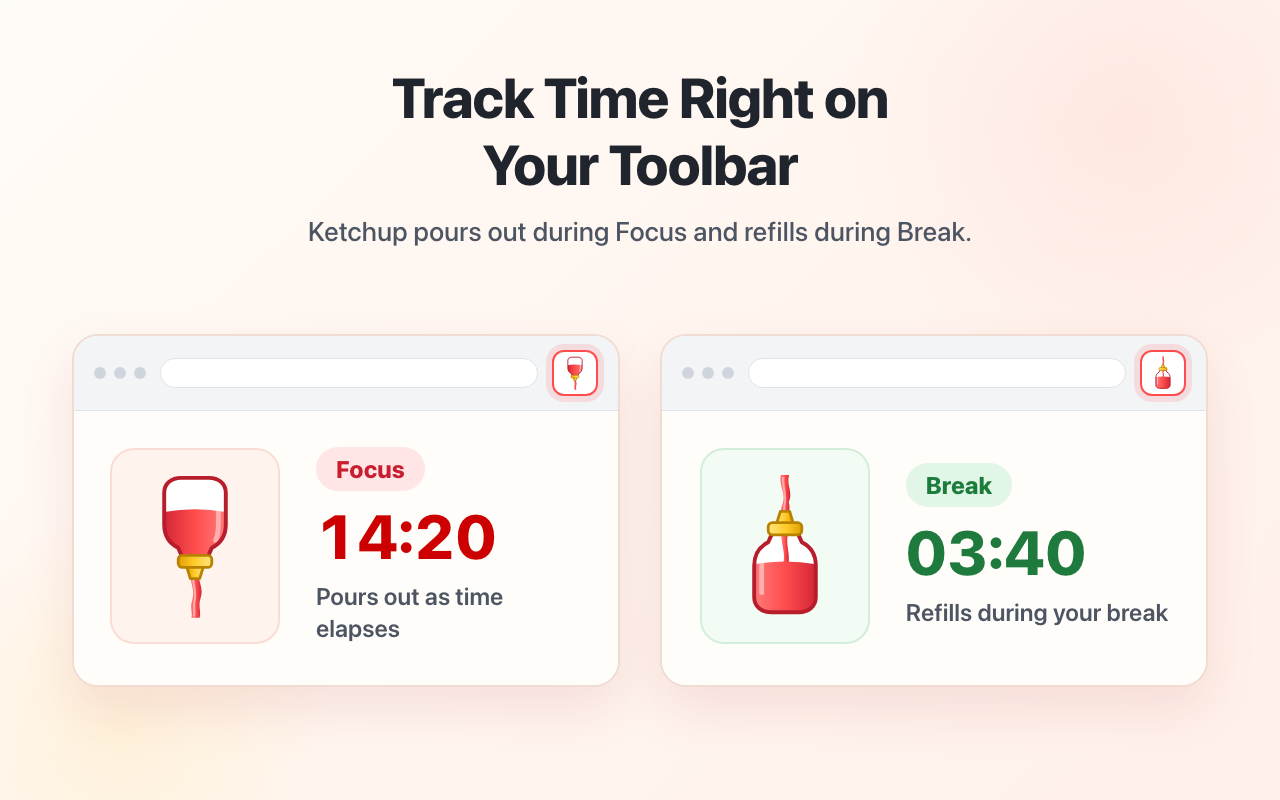 Track Time Right on
Your Toolbar
Ketchup pours out during Focus and refills during Break.
Focus
14:20
Pours out as time
elapses
Break
03:40
Refills during your break